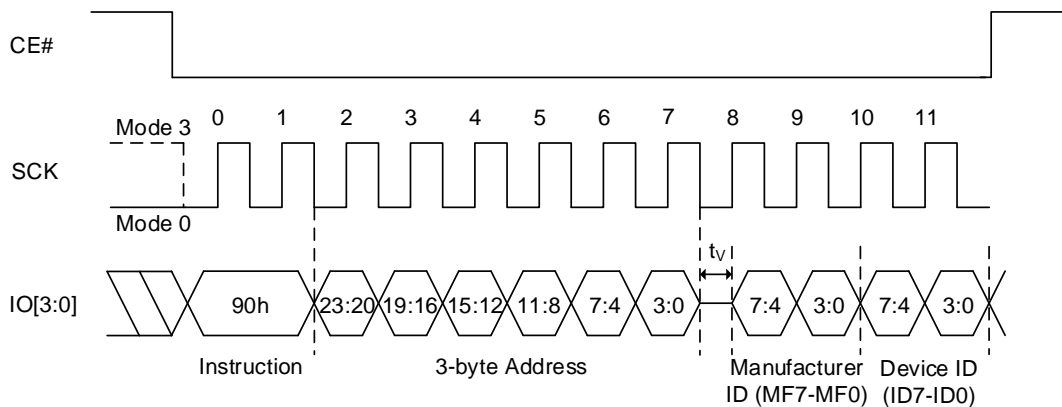 CE#
0 1 2 3 4 5 6 7 8 9 10 11
Mode 3
SCK
Mode 0
tV
IO[3:0] 90h 23:20 19:16 15:12 11:8 7:4 3:0 7:4 3:0 7:4 3:0
Instruction 3-byte Address Manufacturer Device ID
ID (MF7-MF0) (ID7-ID0)